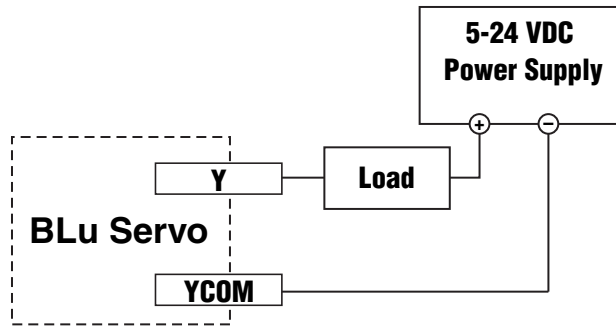 5-24 VDC
Power Supply
+
−
Y
Load
BLu Servo
YCOM